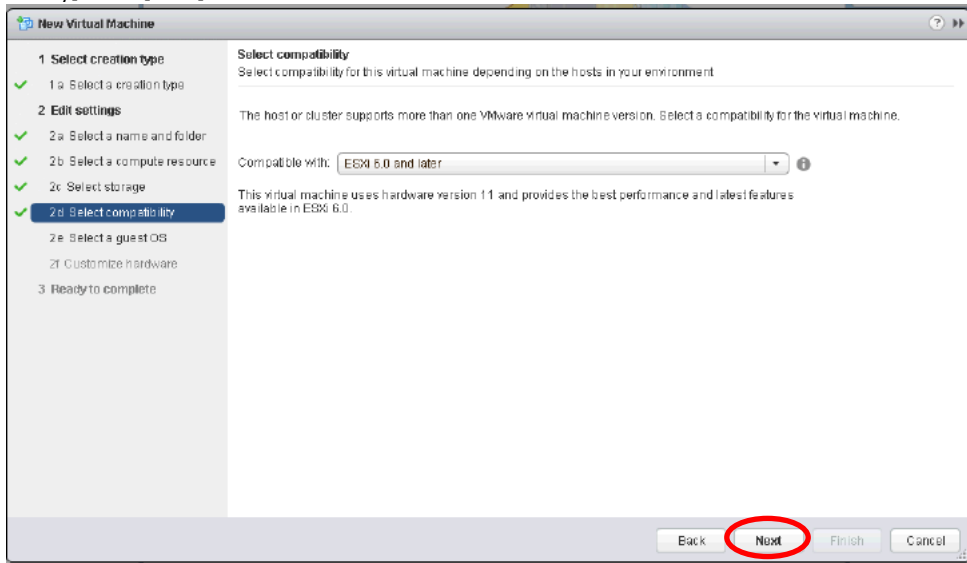 New Virtual Machine
1 Select creation type
1a Select a creation type
2 Edit settings
2a Select a name and folder
2b Select a compute resource
2c Select storage
2d Select compatibility
2e Select a guest OS
2f Customize hardware
3 Ready to complete
Select compatibility
Select compatibility for this virtual machine depending on the hosts in your environment
The host or cluster supports more than one VMware virtual machine version. Select a compatibility for the virtual machine.
Compatible with: ESXi 6.0 and later
This virtual machine uses hardware version 11 and provides the best performance and latest features
available in ESXi 6.0.
Back Next Finish Cancel